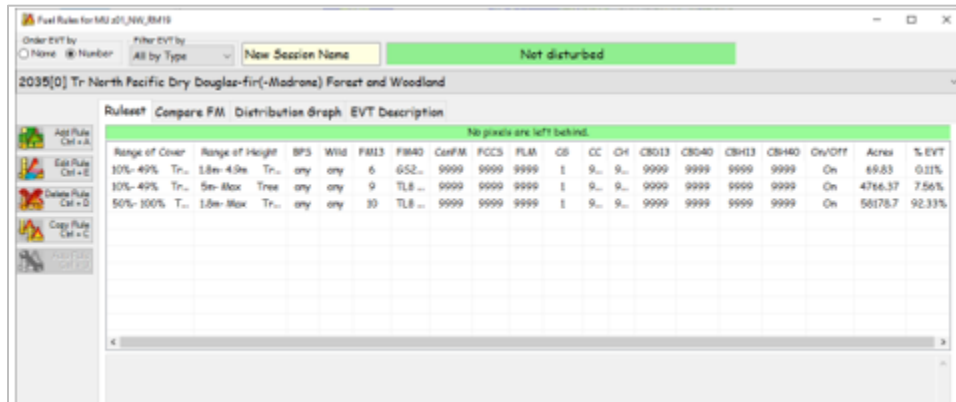 Fuel Rules for MU z01_NW_RM19
Order EVT by
Name Number
Filter EVT by
All by Type
New Session Name
Not disturbed
2035[0] Tr North Pacific Dry Douglas-fir(-Madrone) Forest and Woodland
Ruleset Compare FM Distribution Graph EVT Description
No pixels are left behind.
Add Rule
Ctrl + A
Edit Rule
Ctrl + E
Delete Rule
Ctrl + D
Copy Rule
Ctrl + C
Range of Cover Range of Height BPS Wild FM13 FM40 CanFM FCCS FLM CG CC CH CBD13 CBD40 CBH13 CBH40 On/Off Acres % EVT
10%- 49% Tr... 1.8m- 4.9m Tr... any any 6 GS2... 9999 9999 9999 1 9... 9... 9999 9999 9999 9999 On 69.83 0.11%
10%- 49% Tr... 5m- Max Tree any any 9 TL8 ... 9999 9999 9999 1 9... 9... 9999 9999 9999 9999 On 4766.37 7.56%
50%- 100% T... 1.8m- Max Tr... any any 10 TL8 ... 9999 9999 9999 1 9... 9... 9999 9999 9999 9999 On 58178.7 92.33%